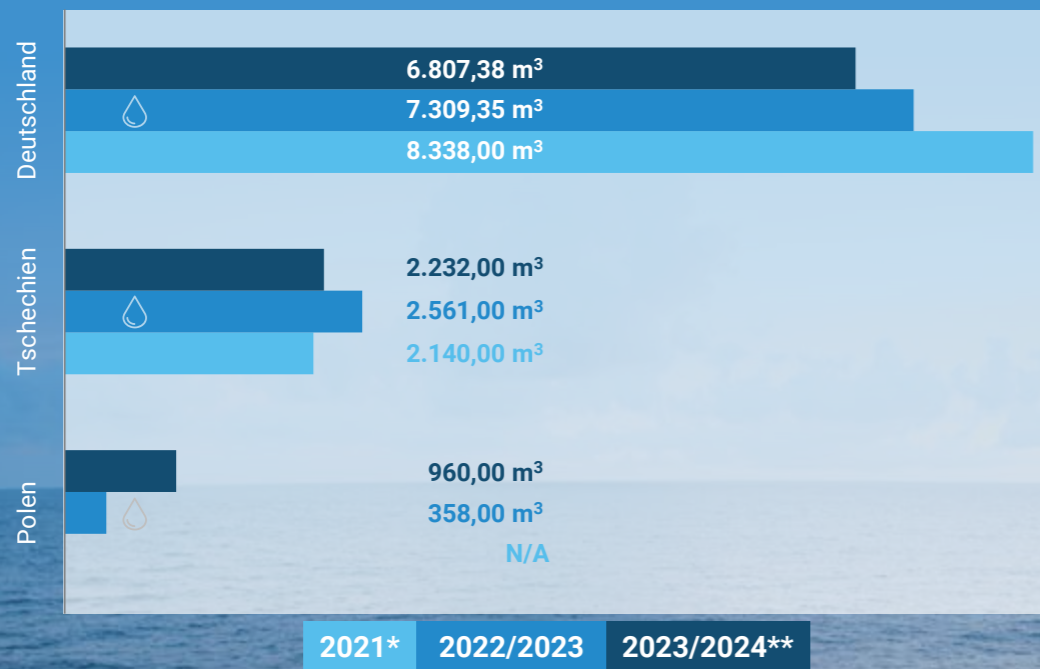 Deutschland
6.807,38 m³
7.309,35 m³
8.338,00 m³
Tschechien
2.232,00 m³
2.561,00 m³
2.140,00 m³
Polen
960,00 m³
358,00 m³
N/A
2021* 2022/2023 2023/2024**